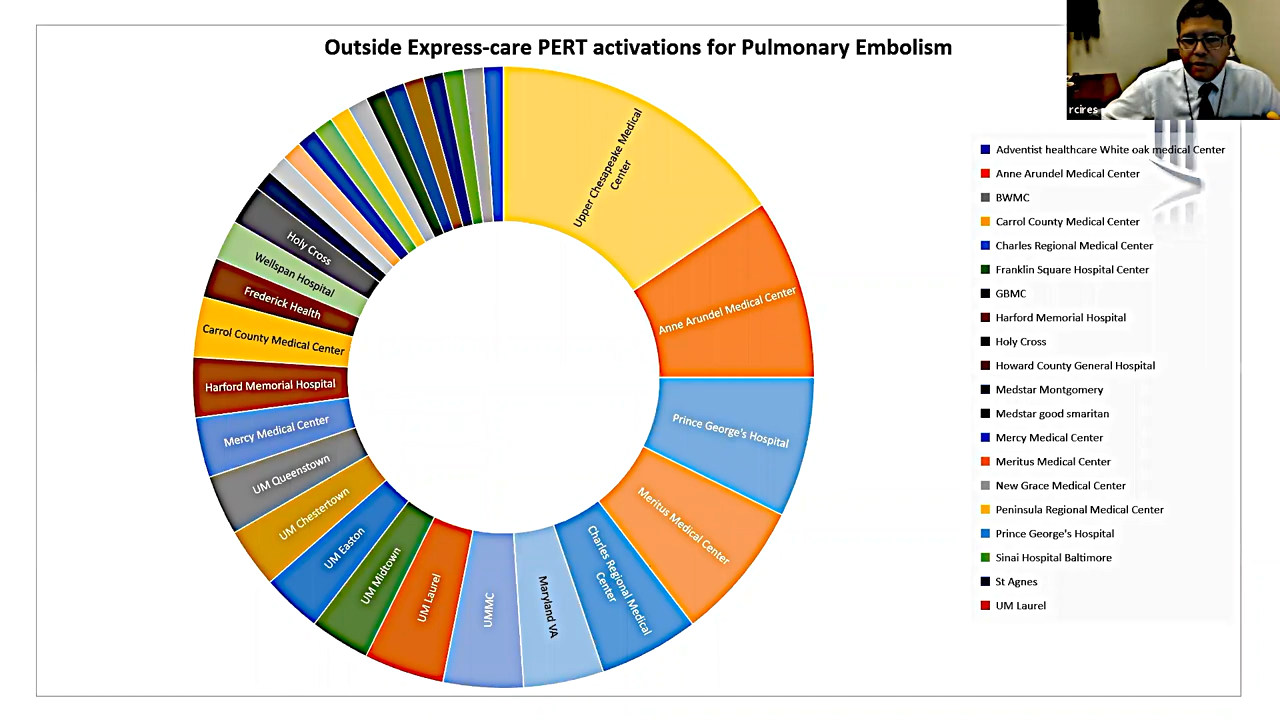 Outside Express-care PERT activations for Pulmonary Embolism
rcires
Upper Chesapeake Medical
Center
Anne Arundel Medical Center
Prince George's Hospital
Meritus Medical Center
Charles Regional Medical
Center
Maryland VA
UMMC
UM Laurel
UM Midtown
UM Easton
UM Chestertown
UM Queenstown
Mercy Medical Center
Harford Memorial Hospital
Carrol County Medical Center
Frederick Health
Wellspan Hospital
Holy Cross
Adventist healthcare White oak medical Center
Anne Arundel Medical Center
BWMC
Carrol County Medical Center
Charles Regional Medical Center
Franklin Square Hospital Center
GBMC
Harford Memorial Hospital
Holy Cross
Howard County General Hospital
Medstar Montgomery
Medstar good smaritan
Mercy Medical Center
Meritus Medical Center
New Grace Medical Center
Peninsula Regional Medical Center
Prince George's Hospital
Sinai Hospital Baltimore
St Agnes
UM Laurel